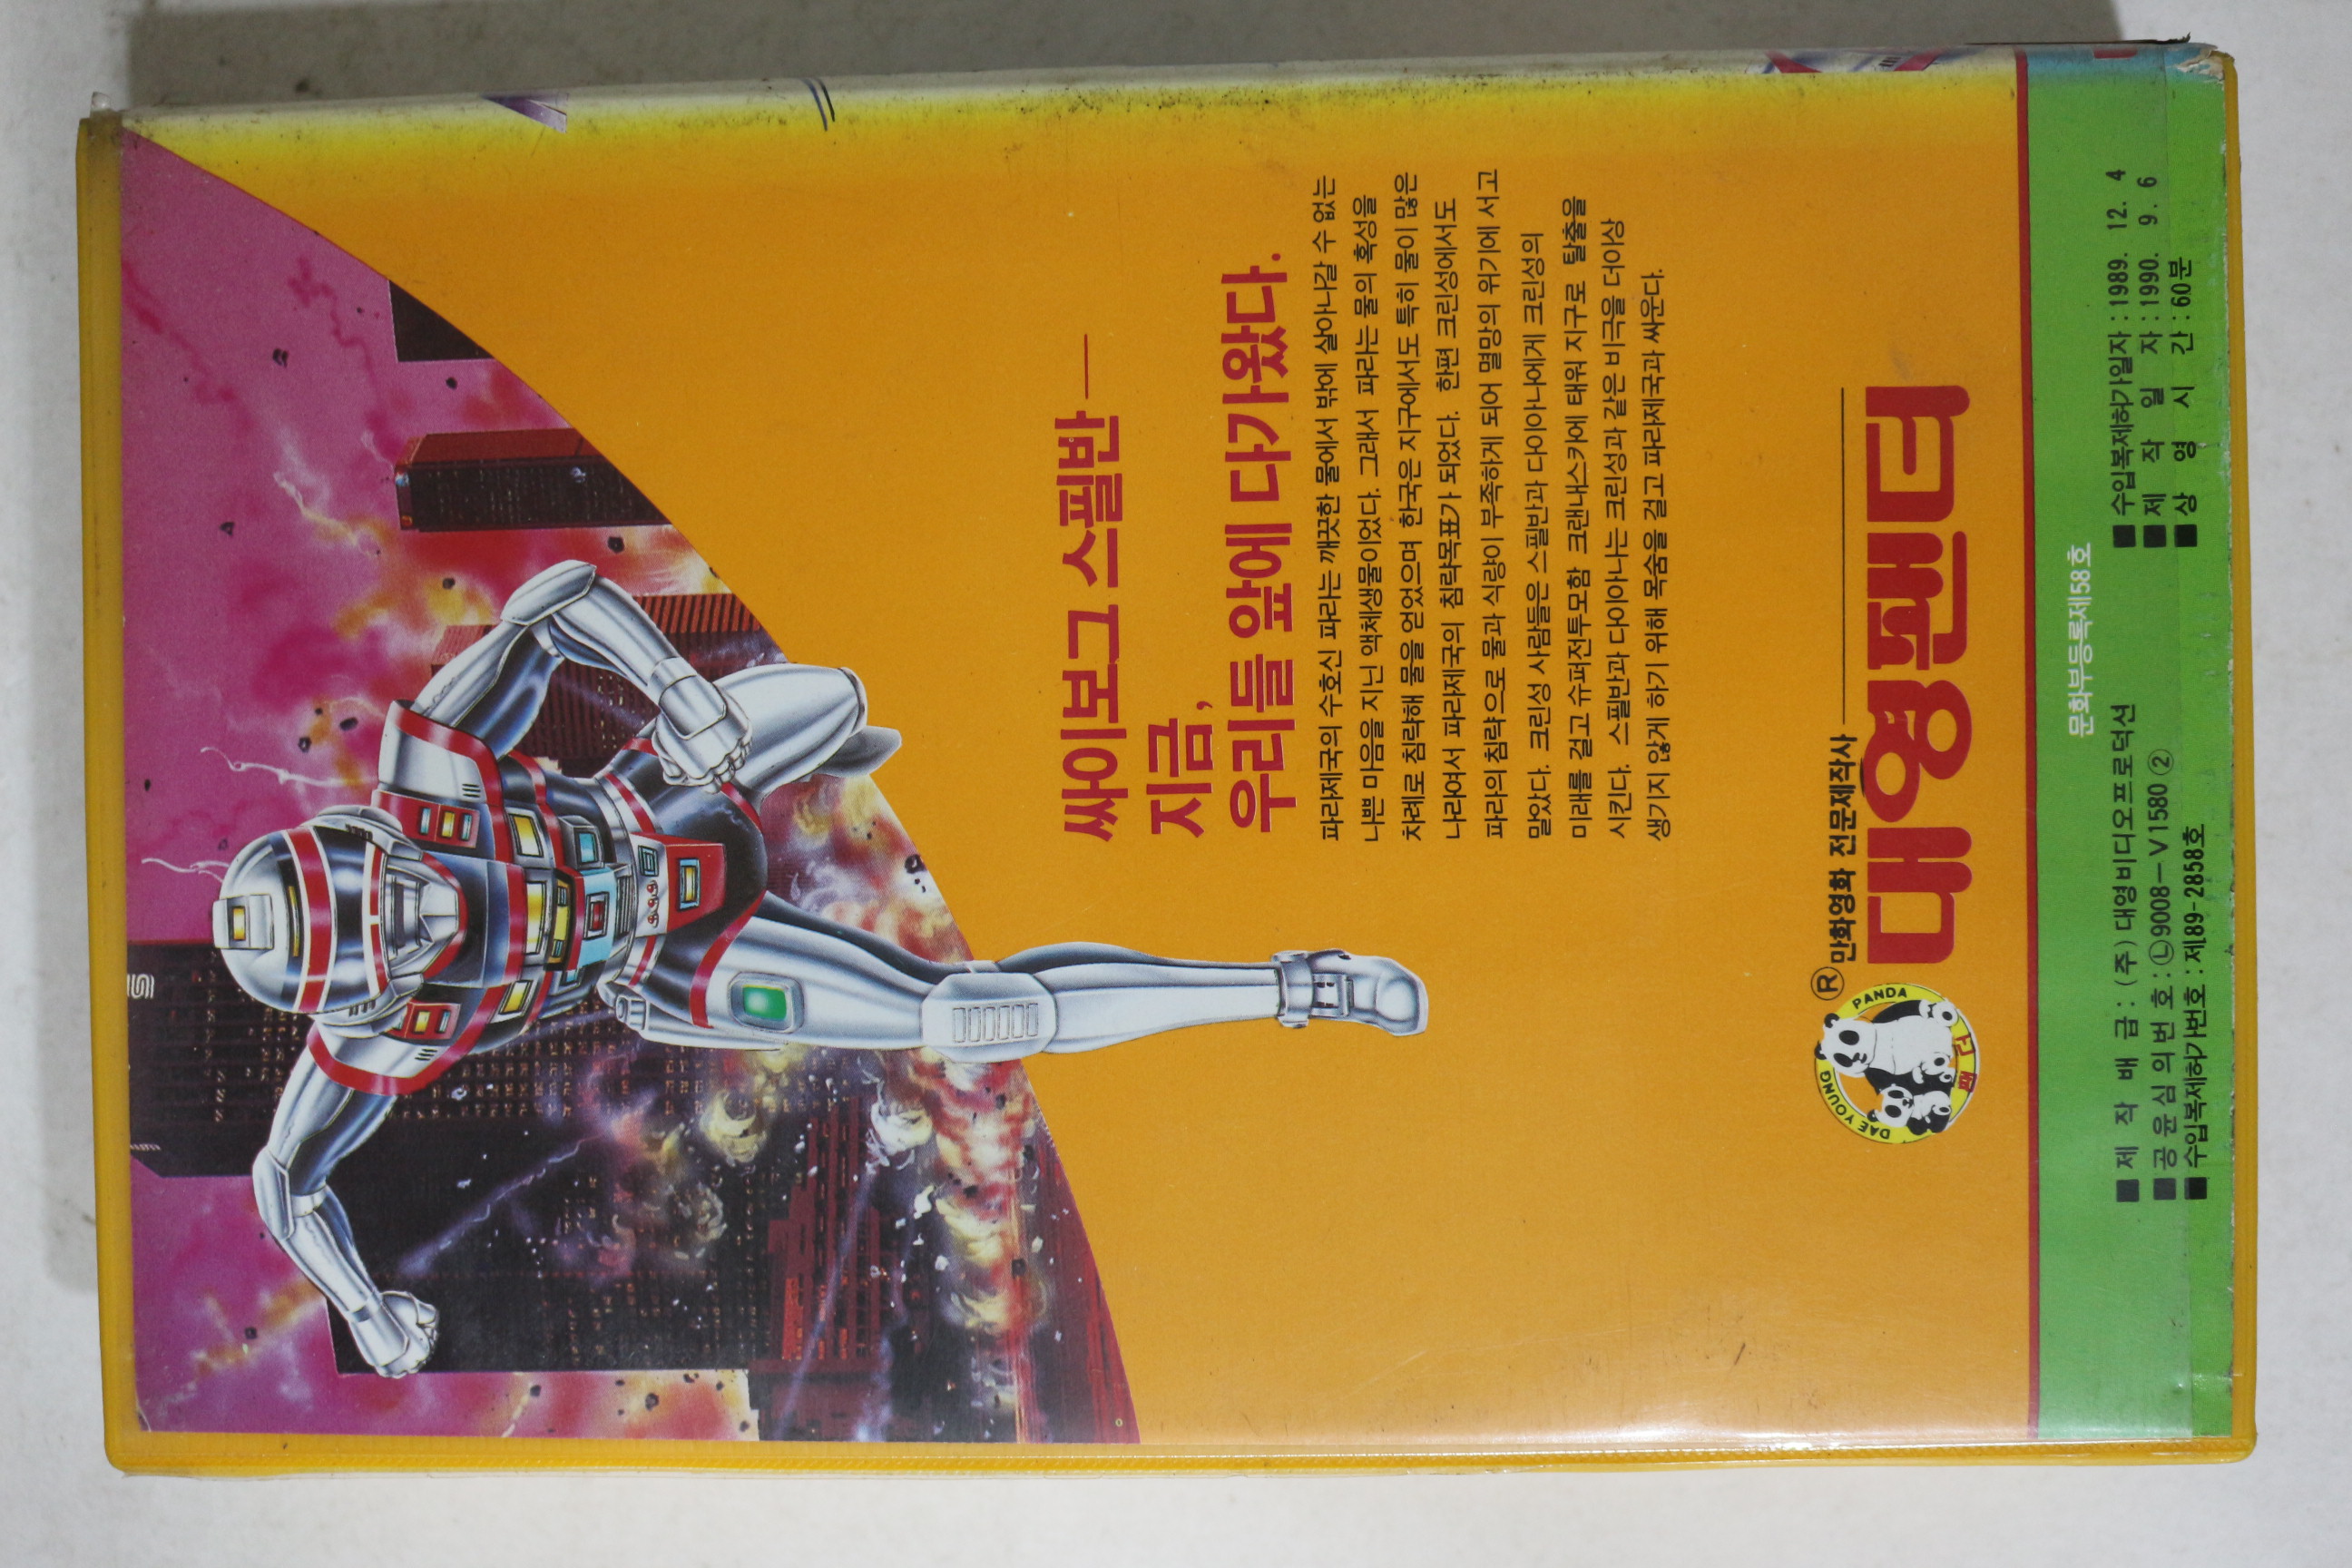 싸이보그 스필반 —
지금,
우리들 앞에 다가왔다.
파라제국의 수호신 파라는 깨끗한 물에서 밖에 살아나갈 수 없는
나쁜 마음을 지닌 액체생물이었다. 그래서 파라는 물의 혹성을
차례로 침략해 물을 얻었으며 한국은 지구에서도 특히 물이 많은
나라여서 파라제국의 침략목표가 되었다. 한편 크린성에서도
파라의 침략으로 물과 식량이 부족하게 되어 멸망의 위기에 서고
말았다. 크린성 사람들은 스필반과 다이아나에게 크린성의
미래를 걸고 슈퍼전투모함 크랜내스카에 태워 지구로 탈출을
시킨다. 스필반과 다이아나는 크린성과 같은 비극을 더이상
생기지 않게 하기 위해 목숨을 걸고 파라제국과 싸운다.
® 만화영화 전문제작사
대영팬더
DAE YOUNG PANDA
팬더
문화부등록제58호
■제 작 배 급 : (주) 대영비디오프로덕션
■공윤심의번호 : Ⓛ9008-V1580 ②
■수입복제허가번호 : 제89-2858호
■수입복제허가일자 : 1989. 12. 4
■제 작 일 자 : 1990. 9. 6
■상 영 시 간 : 60분